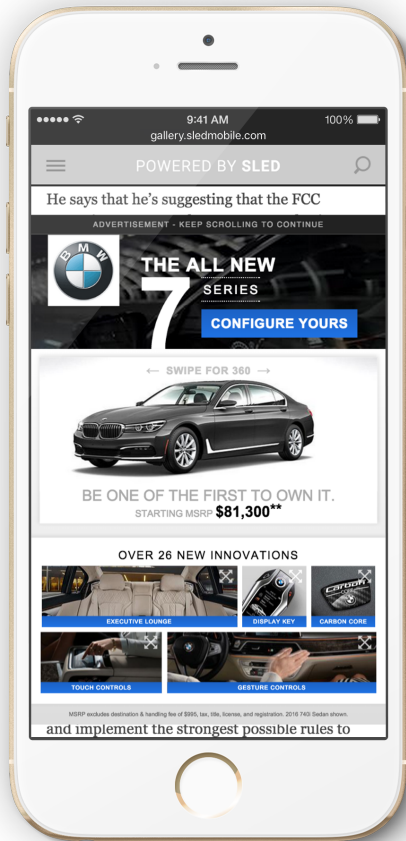 9:41 AM 100%
gallery.sledmobile.com
POWERED BY SLED
He says that he's suggesting that the FCC
ADVERTISEMENT - KEEP SCROLLING TO CONTINUE
BMW
THE ALL NEW
7 SERIES
CONFIGURE YOURS
← SWIPE FOR 360 →
BE ONE OF THE FIRST TO OWN IT.
STARTING MSRP $81,300**
OVER 26 NEW INNOVATIONS
Carbon
EXECUTIVE LOUNGE DISPLAY KEY CARBON CORE
TOUCH CONTROLS GESTURE CONTROLS
MSRP excludes destination & handling fee of $995, tax, title, license, and registration. 2016 74G Sedan shown.
and implement the strongest possible rules to